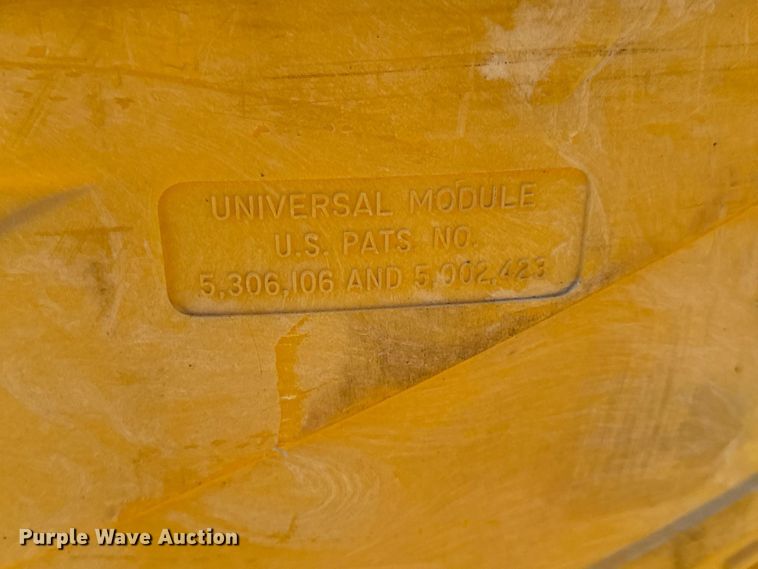 UNIVERSAL MODULE
U.S. PATS. NO.
5,306,106 AND 5,002,423
Purple Wave Auction